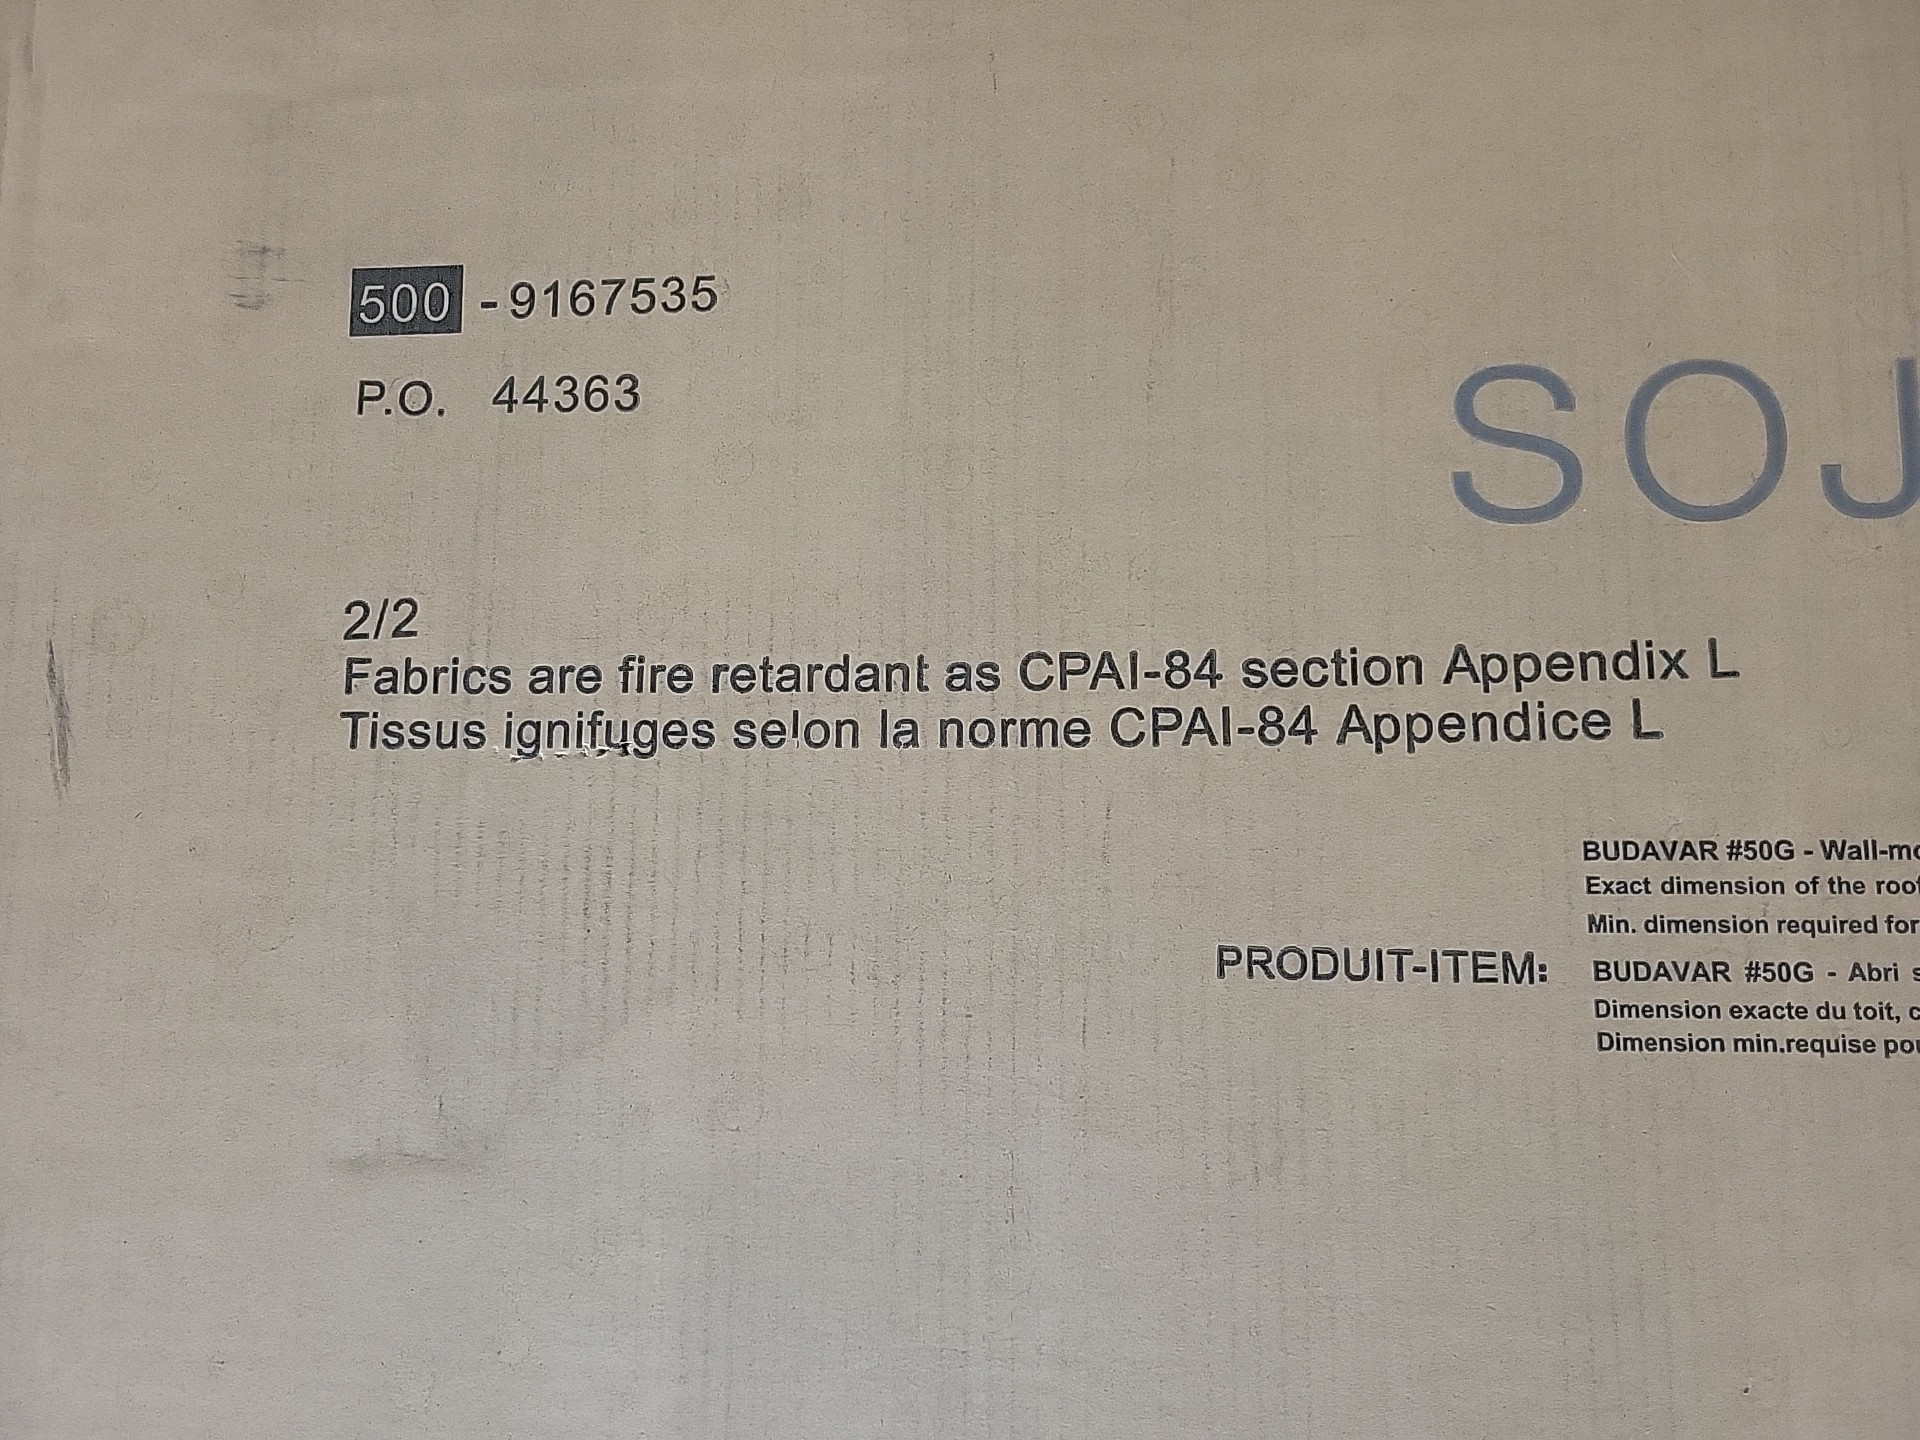 500 - 9167535
P.O. 44363
SOJ
2/2
Fabrics are fire retardant as CPAI-84 section Appendix L
Tissus ignifuges selon la norme CPAI-84 Appendice L
BUDAVAR #50G - Wall-mo
Exact dimension of the roof
Min. dimension required for
PRODUIT-ITEM:
BUDAVAR #50G - Abri s
Dimension exacte du toit, c
Dimension min.requise pou